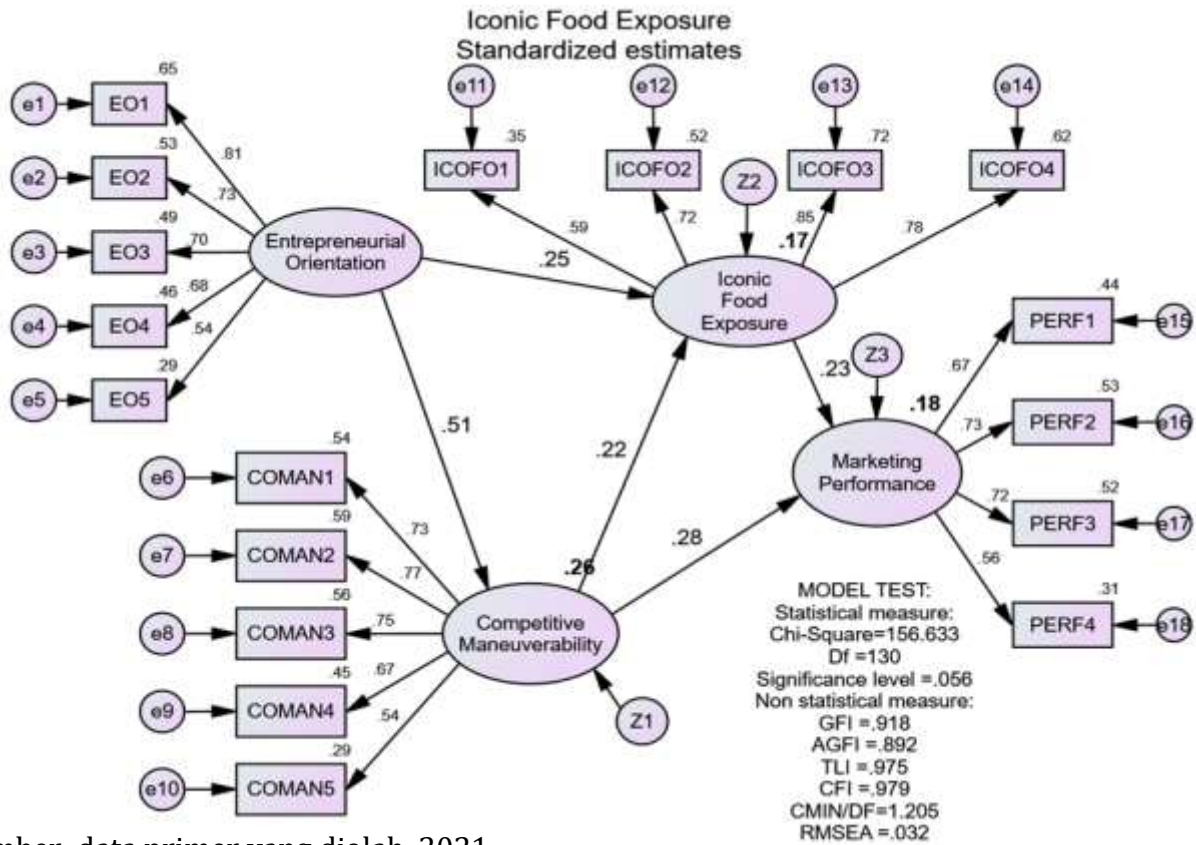 Iconic Food Exposure
Standardized estimates
e1
EO1
.65
.81
e2
EO2
.53
.73
e3
EO3
.49
.70
e4
EO4
.46
.68
e5
EO5
.29
.54
Entrepreneurial
Orientation
e11
ICOFO1
.35
.59
e12
ICOFO2
.52
.72
e13
ICOFO3
.72
.85
e14
ICOFO4
.62
.78
Z2
.17
Iconic
Food
Exposure
.25
.51
.22
.23
.28
Z3
.18
Marketing
Performance
PERF1
.44
.67
e15
PERF2
.53
.73
e16
PERF3
.52
.72
e17
PERF4
.31
.56
e18
e6
COMAN1
.54
.73
e7
COMAN2
.59
.77
e8
COMAN3
.56
.75
e9
COMAN4
.45
.67
e10
COMAN5
.29
.54
.26
Competitive
Maneuverability
Z1
MODEL TEST:
Statistical measure:
Chi-Square=156.633
Df =130
Significance level =.056
Non statistical measure:
GFI =.918
AGFI =.892
TLI =.975
CFI =.979
CMIN/DF=1.205
RMSEA =.032